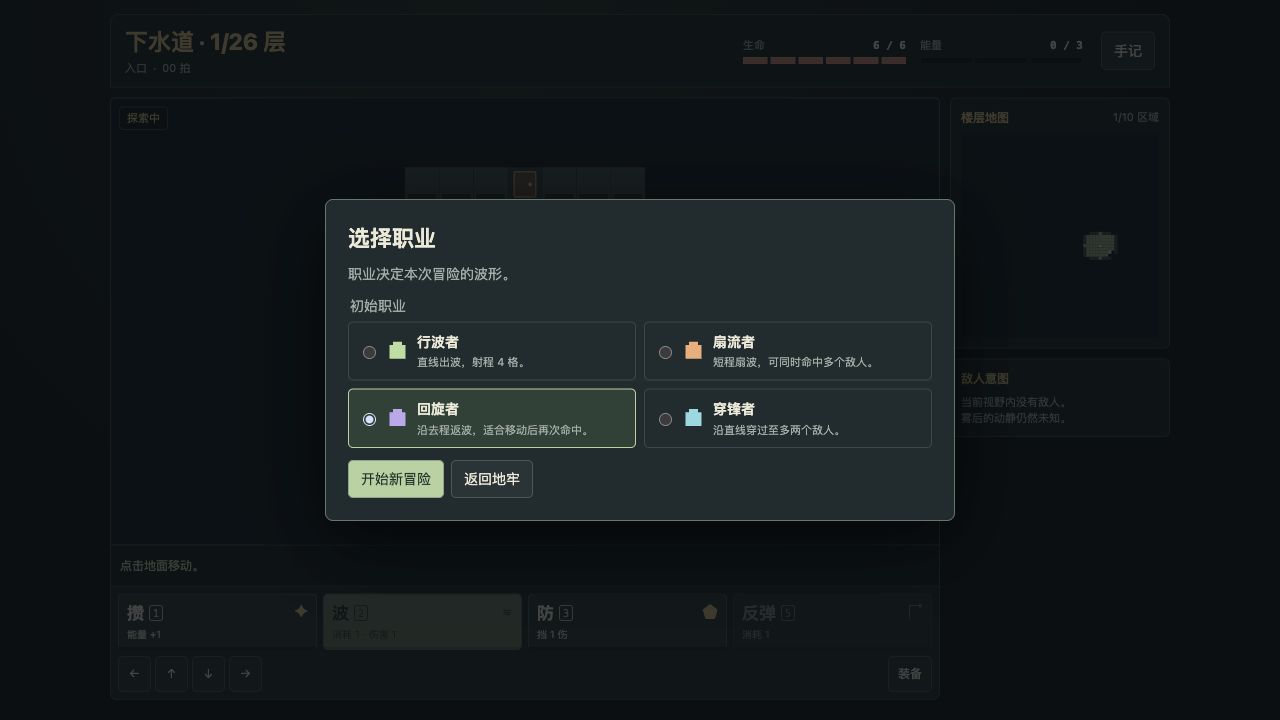 下水道 · 1/26 层
入口 · 00 拍
生命 6 / 6
能量 0 / 3
手记
探索中
楼层地图 1/10 区域
选择职业
职业决定本次冒险的波形。
初始职业
行波者
直线出波，射程 4 格。
扇流者
短程扇波，可同时命中多个敌人。
回旋者
沿去程返波，适合移动后再次命中。
穿锋者
沿直线穿过至多两个敌人。
开始新冒险
返回地牢
敌人意图
当前视野内没有敌人。
雾后的动静仍然未知。
点击地面移动。
攒 1
能量 +1
波 2
消耗 1 · 伤害 1
防 3
挡 1 伤
反弹 5
消耗 1
← ↑ ↓ →
装备